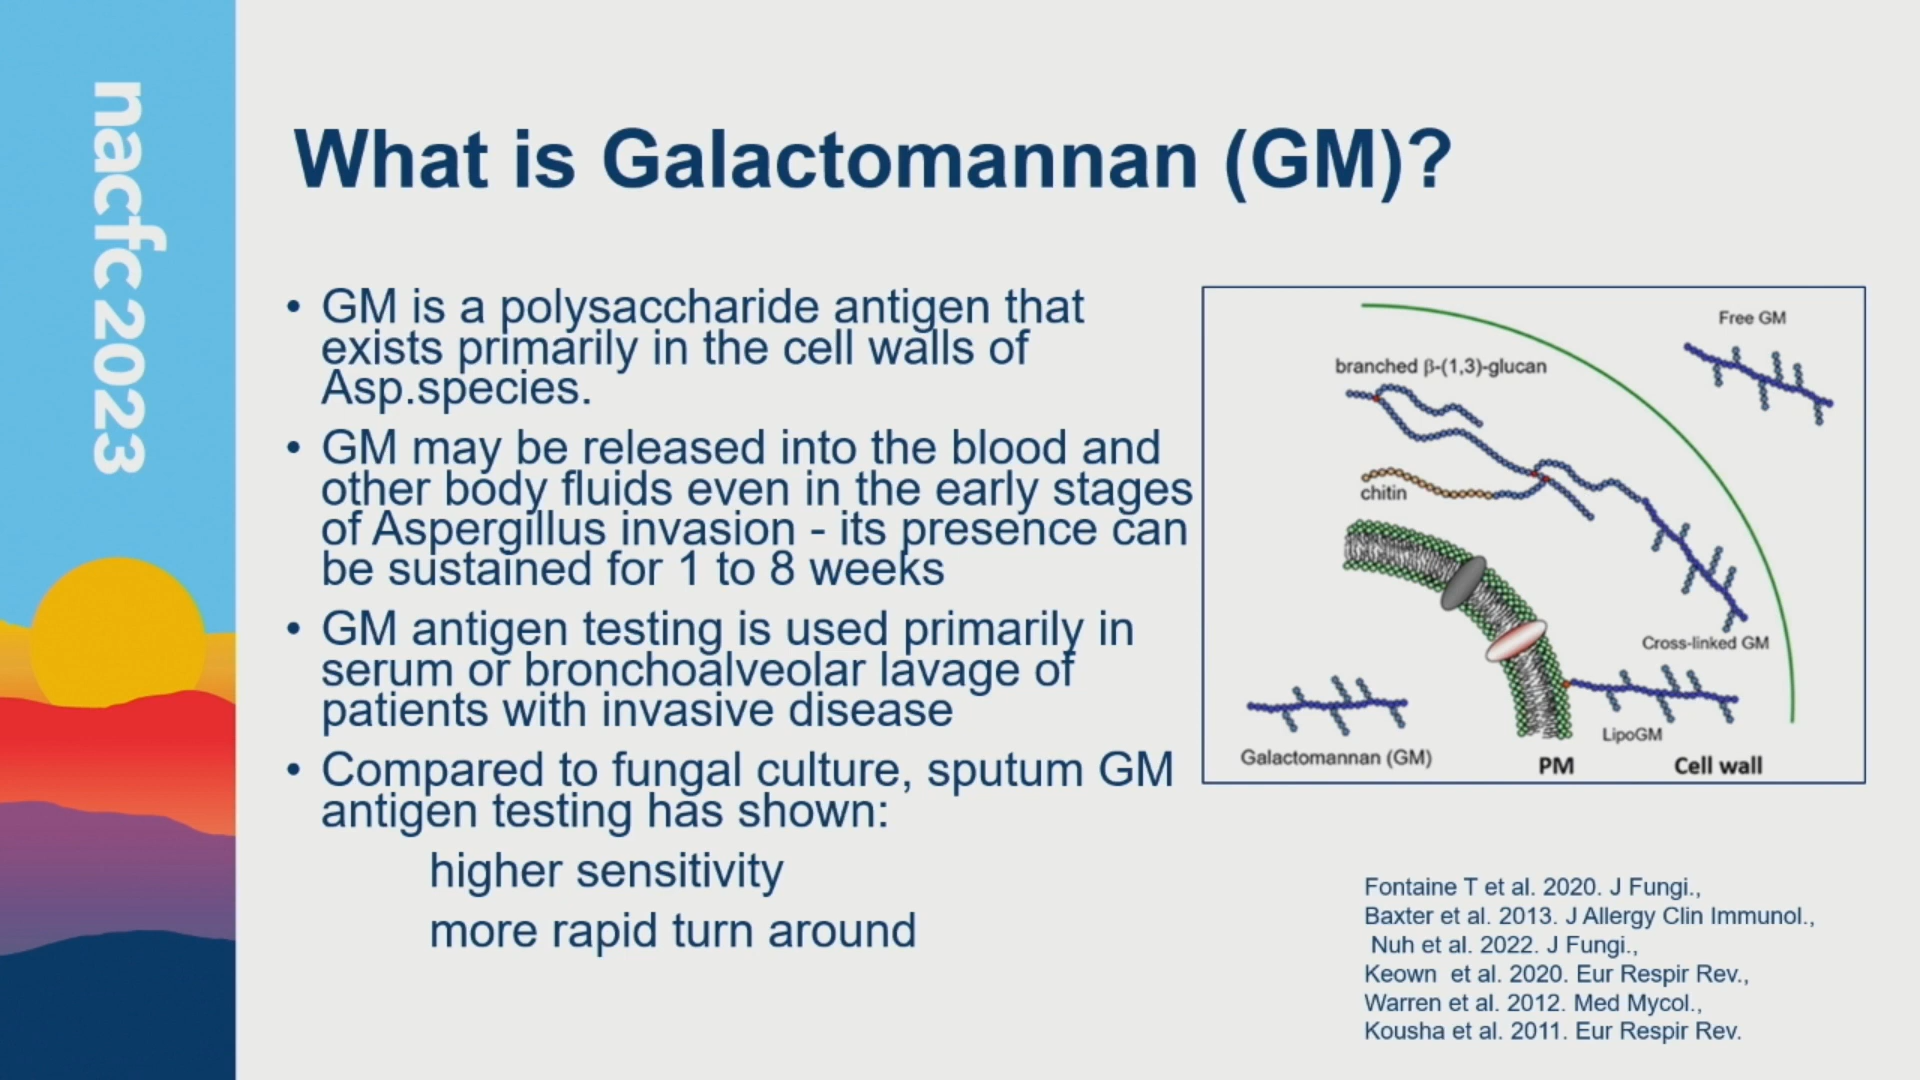 nacfc 2023
What is Galactomannan (GM)?
• GM is a polysaccharide antigen that
exists primarily in the cell walls of
Asp.species.
• GM may be released into the blood and
other body fluids even in the early stages
of Aspergillus invasion - its presence can
be sustained for 1 to 8 weeks
• GM antigen testing is used primarily in
serum or bronchoalveolar lavage of
patients with invasive disease
• Compared to fungal culture, sputum GM
antigen testing has shown:
higher sensitivity
more rapid turn around
Free GM
branched β-(1,3)-glucan
chitin
Cross-linked GM
LipoGM
Galactomannan (GM)
PM
Cell wall
Fontaine T et al. 2020. J Fungi.,
Baxter et al. 2013. J Allergy Clin Immunol.,
Nuh et al. 2022. J Fungi.,
Keown et al. 2020. Eur Respir Rev.,
Warren et al. 2012. Med Mycol.,
Kousha et al. 2011. Eur Respir Rev.